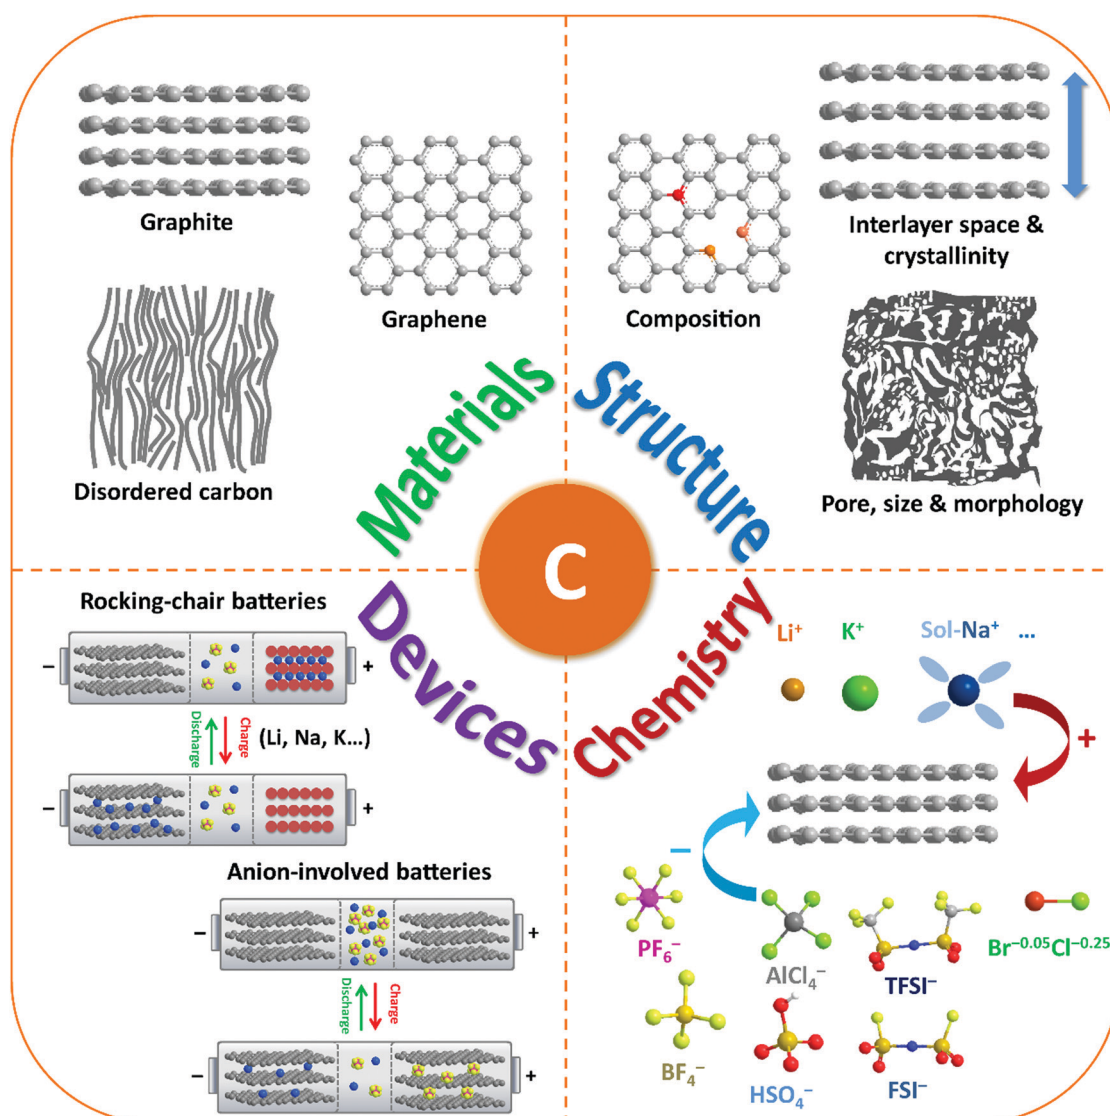 Graphite
Graphene
Disordered carbon
Materials
Composition
Interlayer space &
crystallinity
Pore, size & morphology
Structure
C
Devices
Rocking-chair batteries
−
+
Discharge
Charge
(Li, Na, K...)
−
+
Anion-involved batteries
−
+
Discharge
Charge
−
+
Chemistry
Li⁺
K⁺
Sol-Na⁺
...
+
−
PF₆⁻
AlCl₄⁻
TFSI⁻
Br⁻⁰·⁰⁵Cl⁻⁰·²⁵
BF₄⁻
HSO₄⁻
FSI⁻